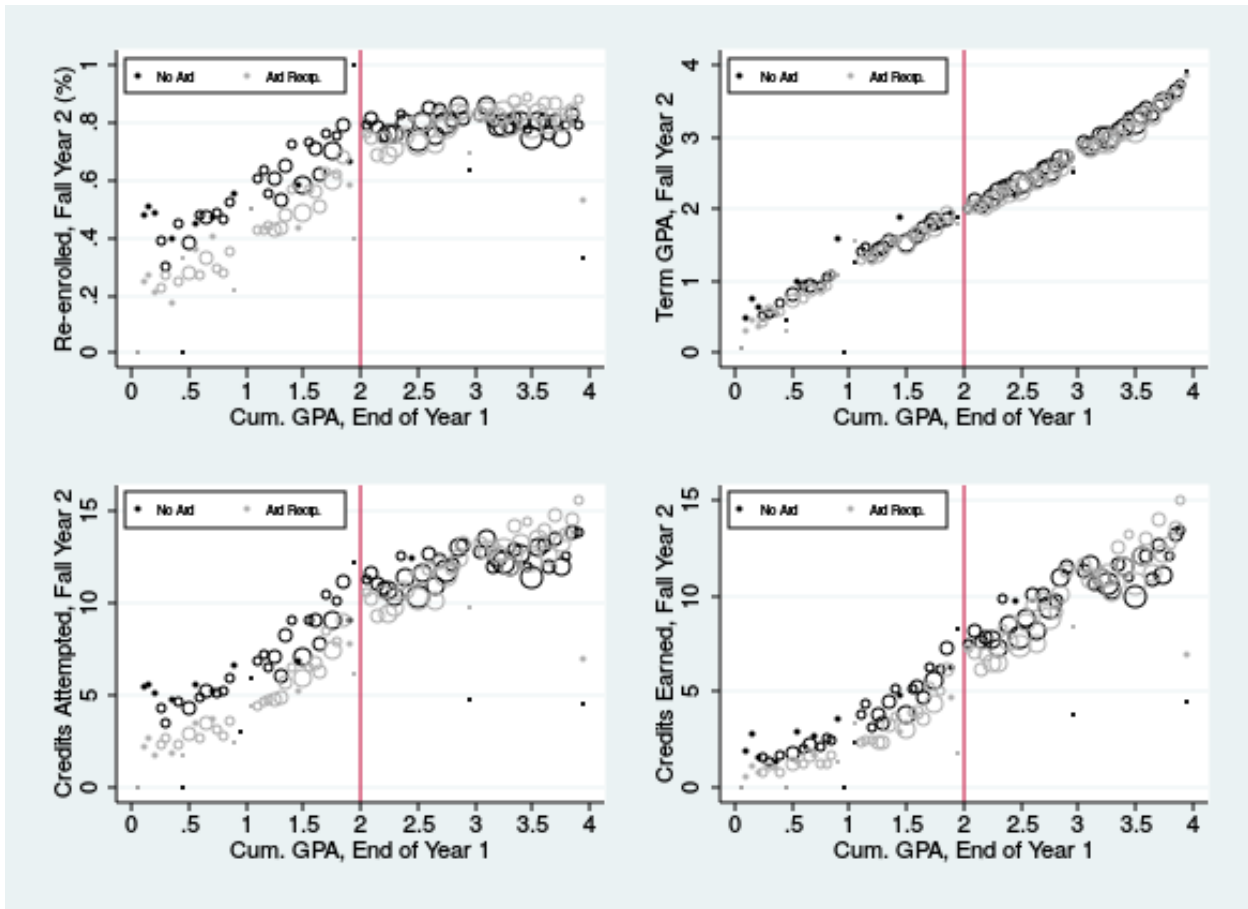 Re-enrolled, Fall Year 2 (%)
1
.8
.6
.4
.2
0
No Aid Aid Recip.
0 .5 1 1.5 2 2.5 3 3.5 4
Cum. GPA, End of Year 1
Term GPA, Fall Year 2
4
3
2
1
0
No Aid Aid Recip.
0 .5 1 1.5 2 2.5 3 3.5 4
Cum. GPA, End of Year 1
Credits Attempted, Fall Year 2
15
10
5
0
No Aid Aid Recip.
0 .5 1 1.5 2 2.5 3 3.5 4
Cum. GPA, End of Year 1
Credits Earned, Fall Year 2
15
10
5
0
No Aid Aid Recip.
0 .5 1 1.5 2 2.5 3 3.5 4
Cum. GPA, End of Year 1